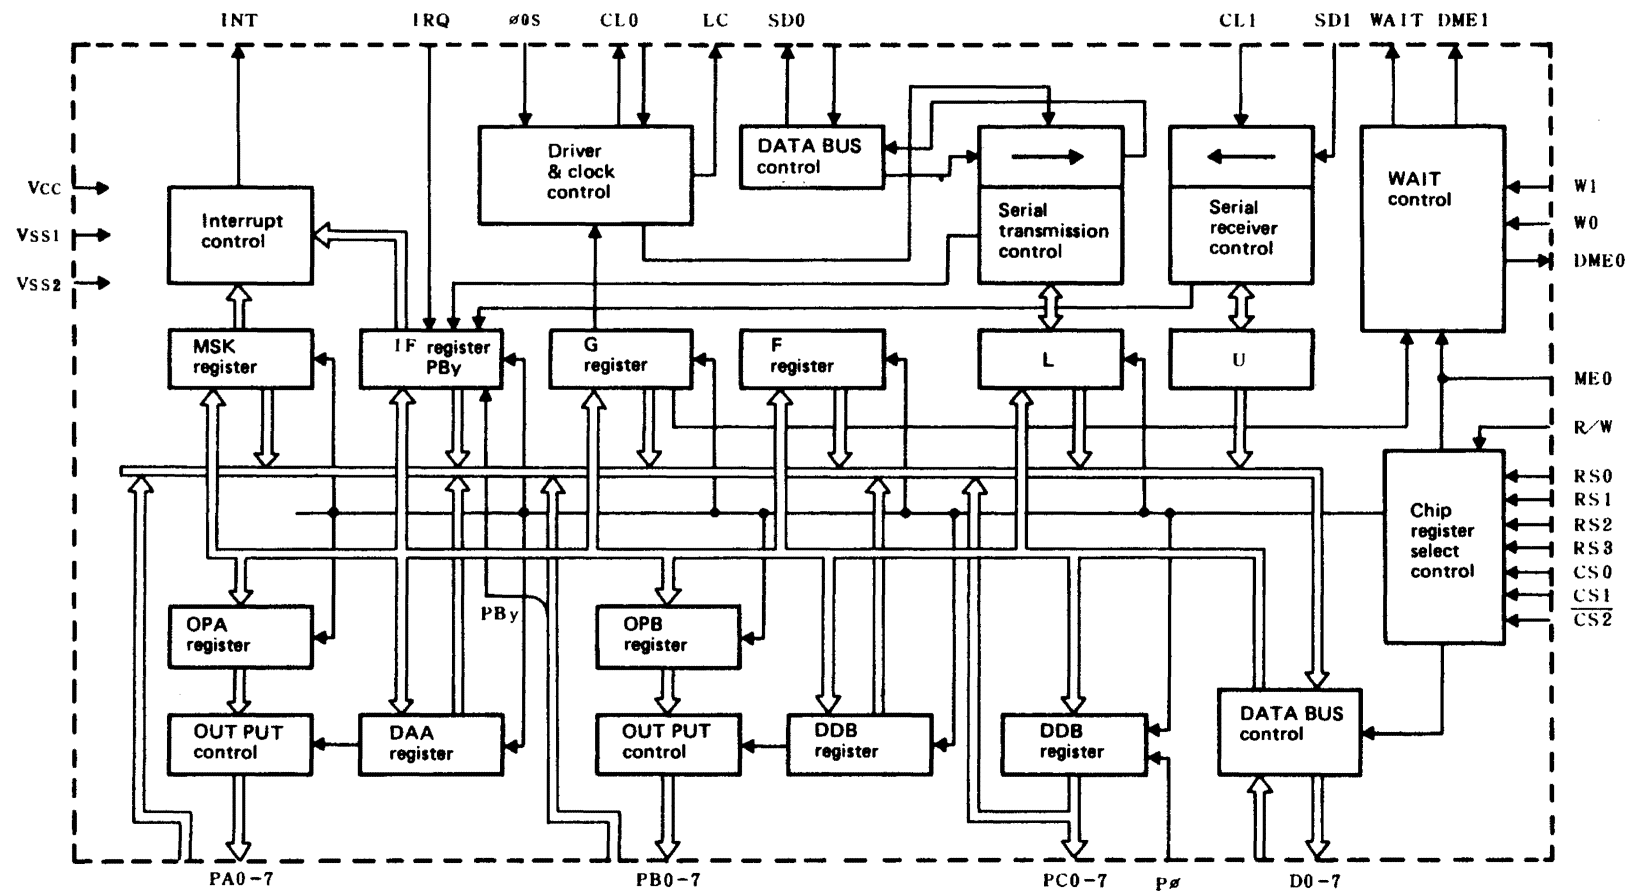 INT IRQ ø0S CL0 LC SD0 CL1 SD1 WAIT DME1
Driver
& clock
control
DATA BUS
control
WAIT
control
VCC
VSS1
VSS2
Interrupt
control
Serial
transmission
control
Serial
receiver
control
W1
W0
DME0
MSK
register
IF register
PBy
G
register
F
register
L
U
ME0
R/W
RS0
RS1
RS2
RS3
CS0
CS1
CS2
Chip
register
select
control
PBy
OPA
register
OPB
register
OUT PUT
control
DAA
register
OUT PUT
control
DDB
register
DDB
register
DATA BUS
control
PA0-7 PB0-7 PC0-7 Pø D0-7